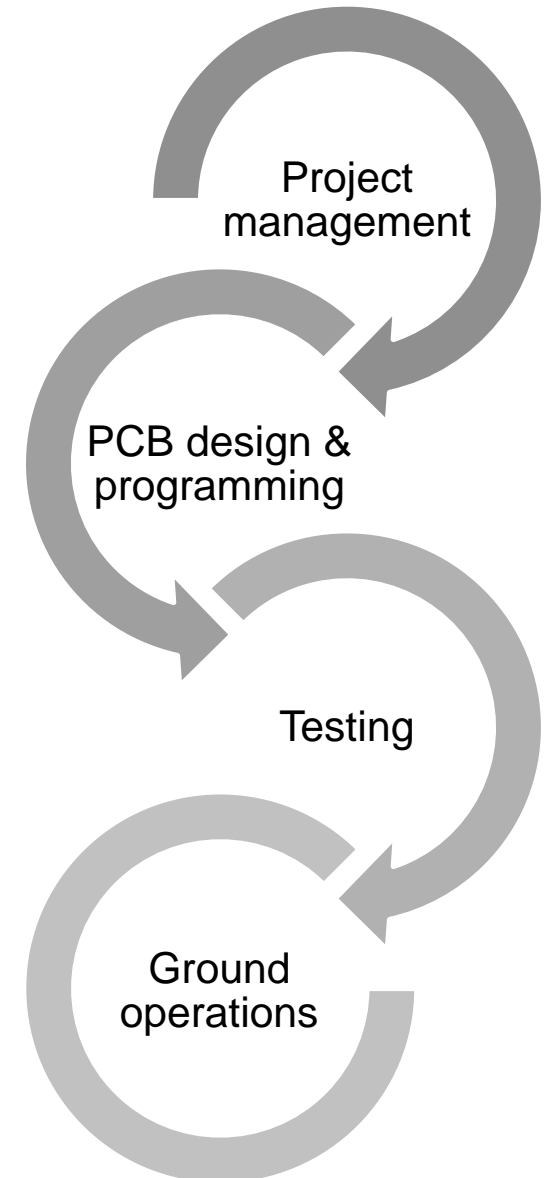 Project
management
PCB design &
programming
Testing
Ground
operations